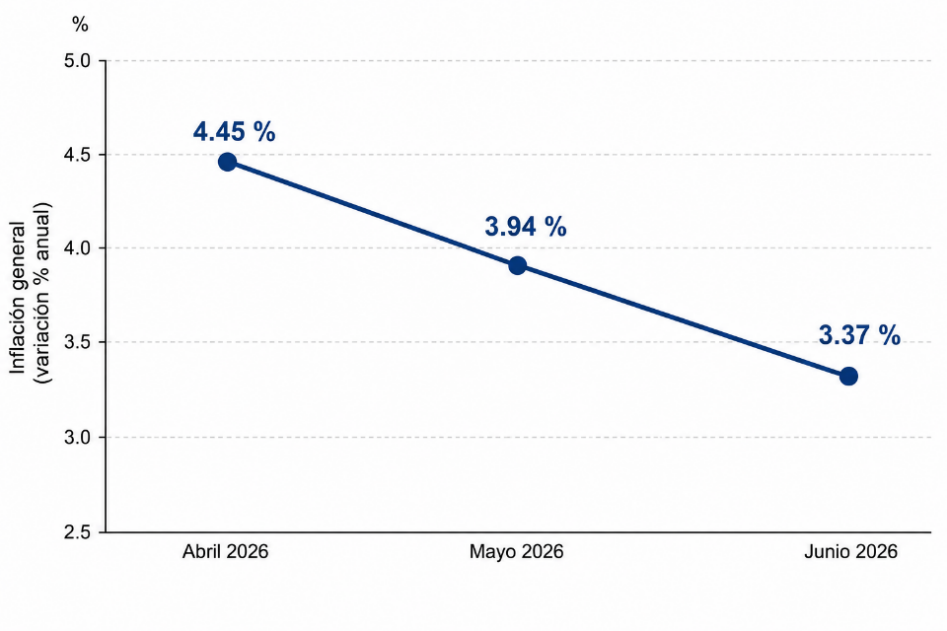 %
5.0
4.45 %
4.5
3.94 %
4.0
3.37 %
3.5
3.0
2.5
Inflación general
(variación % anual)
Abril 2026
Mayo 2026
Junio 2026